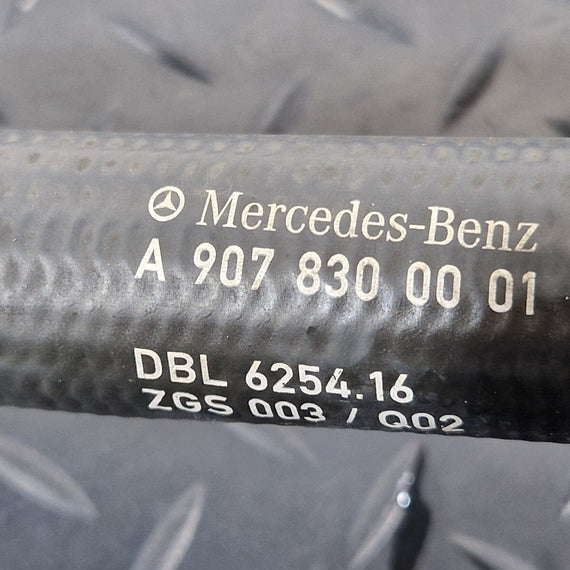 Mercedes-Benz
A 907 830 00 01
DBL 6254.16
ZGS 003 / Q02